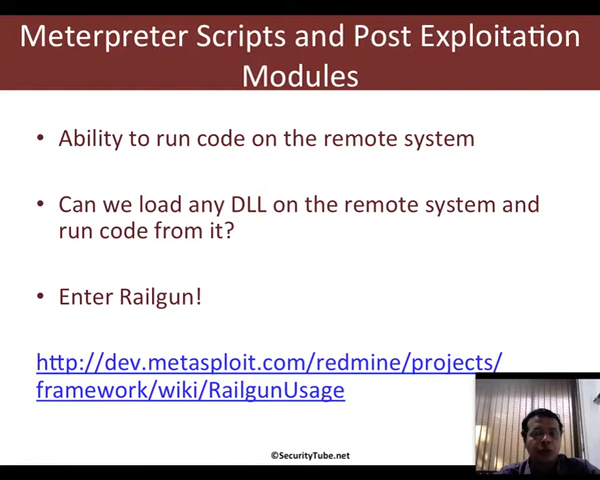 Meterpreter Scripts and Post Exploitation
Modules
• Ability to run code on the remote system
• Can we load any DLL on the remote system and
run code from it?
• Enter Railgun!
http://dev.metasploit.com/redmine/projects/
framework/wiki/RailgunUsage
©SecurityTube.net